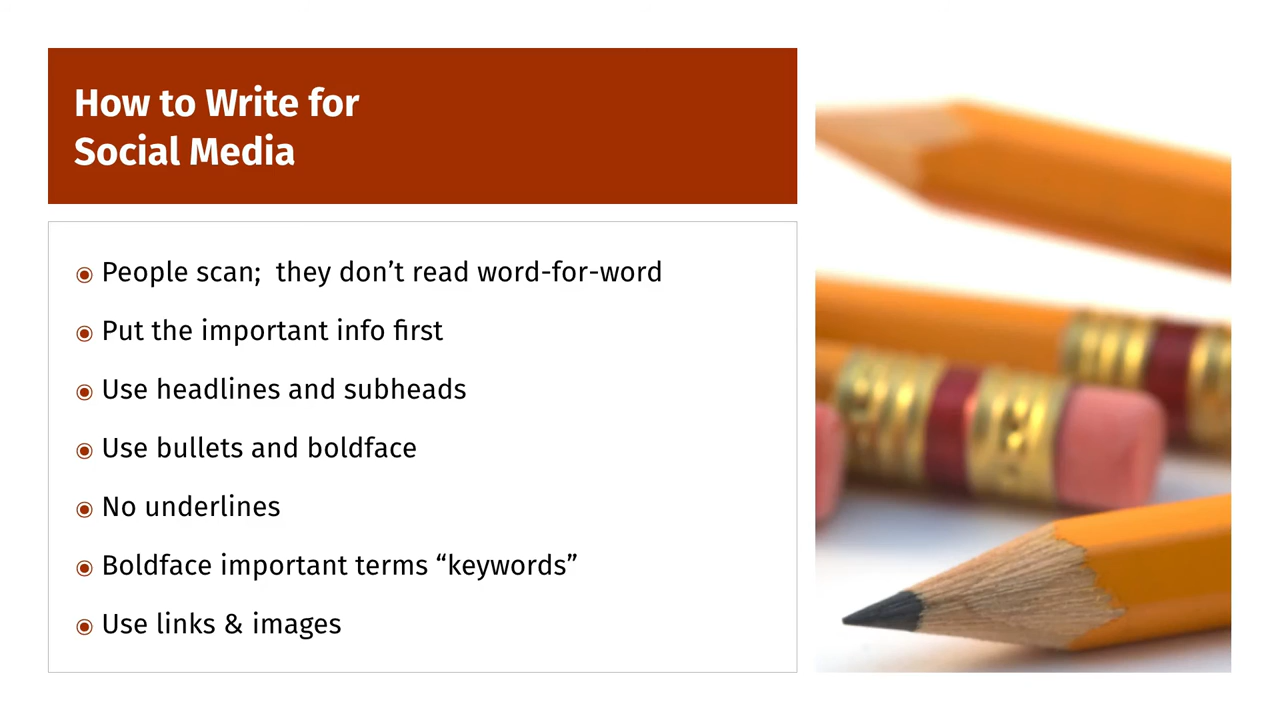 How to Write for
Social Media
People scan;  they don’t read word-for-word
Put the important info first
Use headlines and subheads
Use bullets and boldface
No underlines
Boldface important terms “keywords”
Use links & images